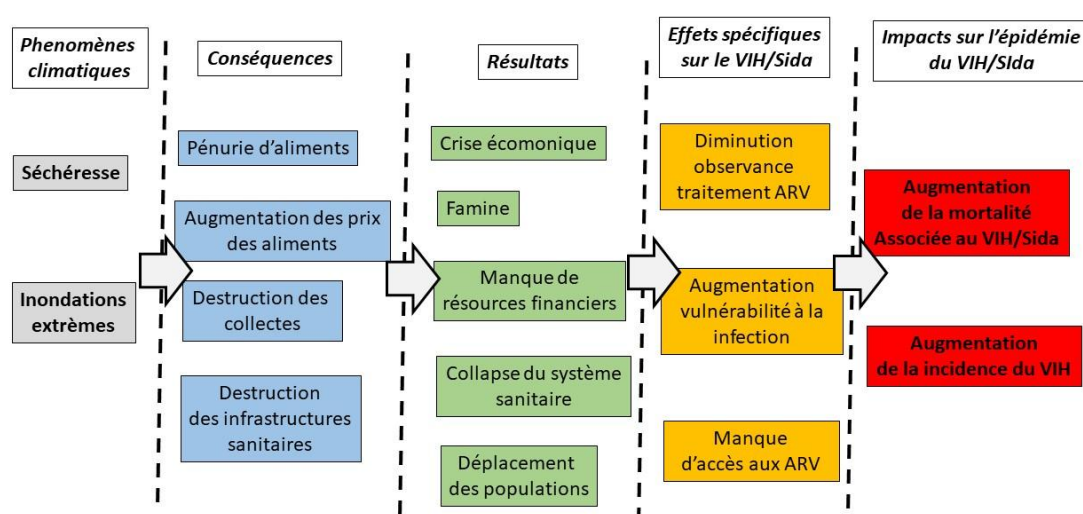 Phenomènes
climatiques
Conséquences
Résultats
Effets spécifiques
sur le VIH/Sida
Impacts sur l'épidémie
du VIH/SIda
Séchéresse
Inondations
extrèmes
Pénurie d'aliments
Augmentation des prix
des aliments
Destruction des
collectes
Destruction
des infrastructures
sanitaires
Crise écomonique
Famine
Manque de
résources financiers
Collapse du système
sanitaire
Déplacement
des populations
Diminution
observance
traitement ARV
Augmentation
vulnérabilité à la
infection
Manque
d'accès aux ARV
Augmentation
de la mortalité
Associée au VIH/Sida
Augmentation
de la incidence du VIH